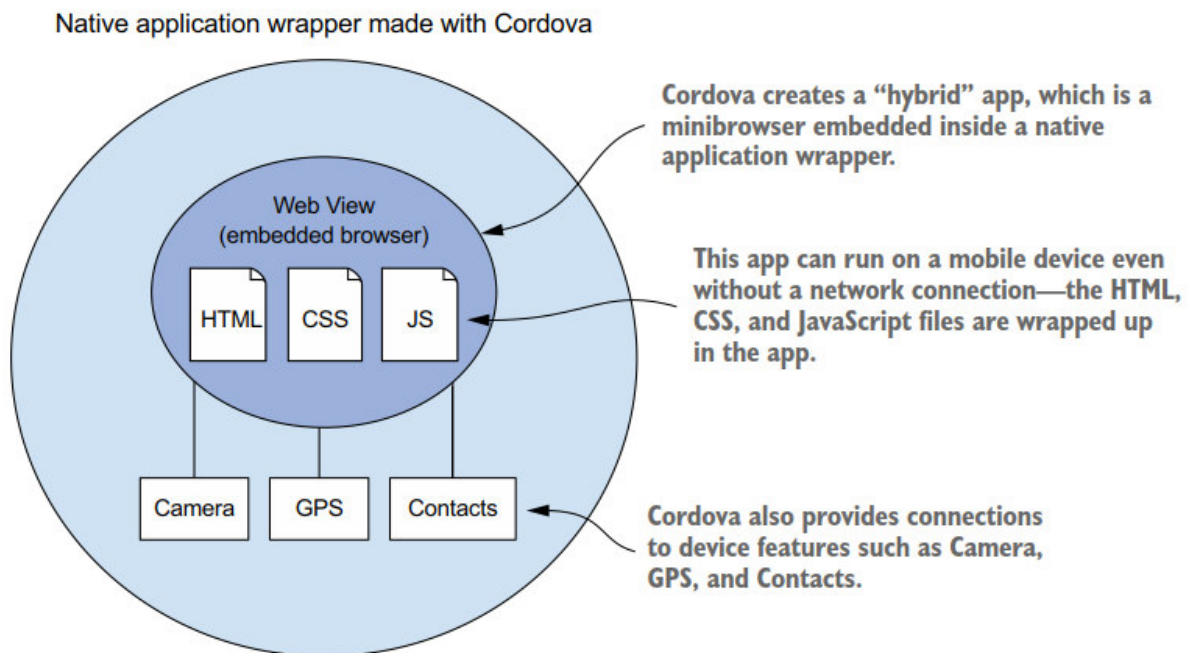 Native application wrapper made with Cordova
Cordova creates a “hybrid” app, which is a
minibrowser embedded inside a native
application wrapper.
Web View
(embedded browser)
HTML
CSS
JS
This app can run on a mobile device even
without a network connection—the HTML,
CSS, and JavaScript files are wrapped up
in the app.
Camera
GPS
Contacts
Cordova also provides connections
to device features such as Camera,
GPS, and Contacts.